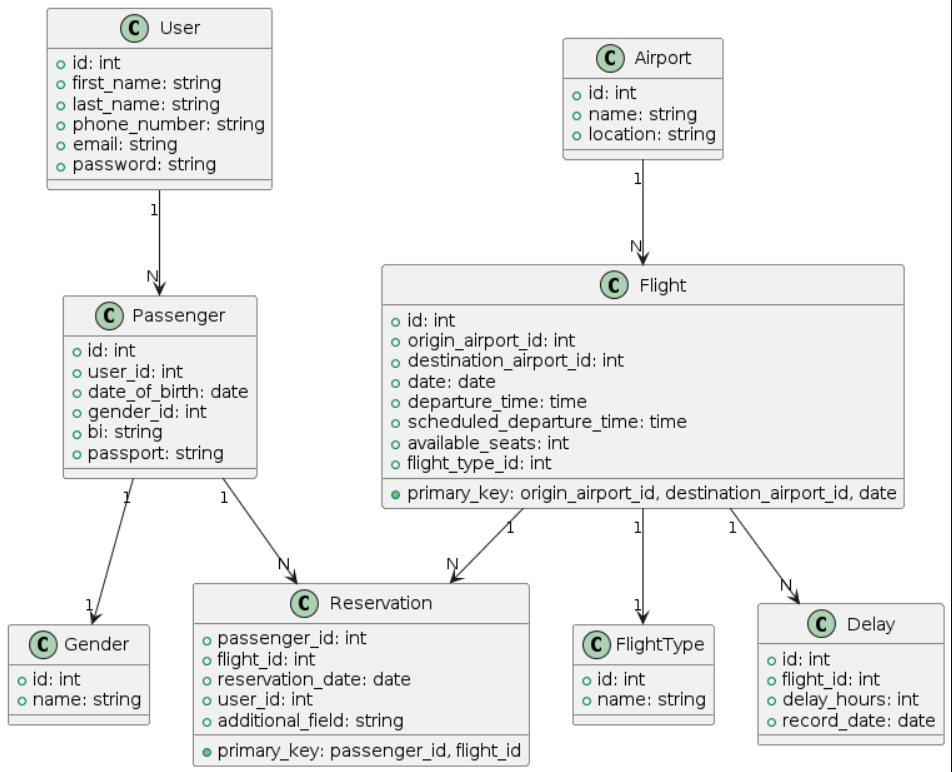 C User
id: int
first_name: string
last_name: string
phone_number: string
email: string
password: string
C Airport
id: int
name: string
location: string
1
N
1
N
C Passenger
id: int
user_id: int
date_of_birth: date
gender_id: int
bi: string
passport: string
C Flight
id: int
origin_airport_id: int
destination_airport_id: int
date: date
departure_time: time
scheduled_departure_time: time
available_seats: int
flight_type_id: int
primary_key: origin_airport_id, destination_airport_id, date
1
1
1
N
1
N
1
1
1
N
C Gender
id: int
name: string
C Reservation
passenger_id: int
flight_id: int
reservation_date: date
user_id: int
additional_field: string
primary_key: passenger_id, flight_id
C FlightType
id: int
name: string
C Delay
id: int
flight_id: int
delay_hours: int
record_date: date